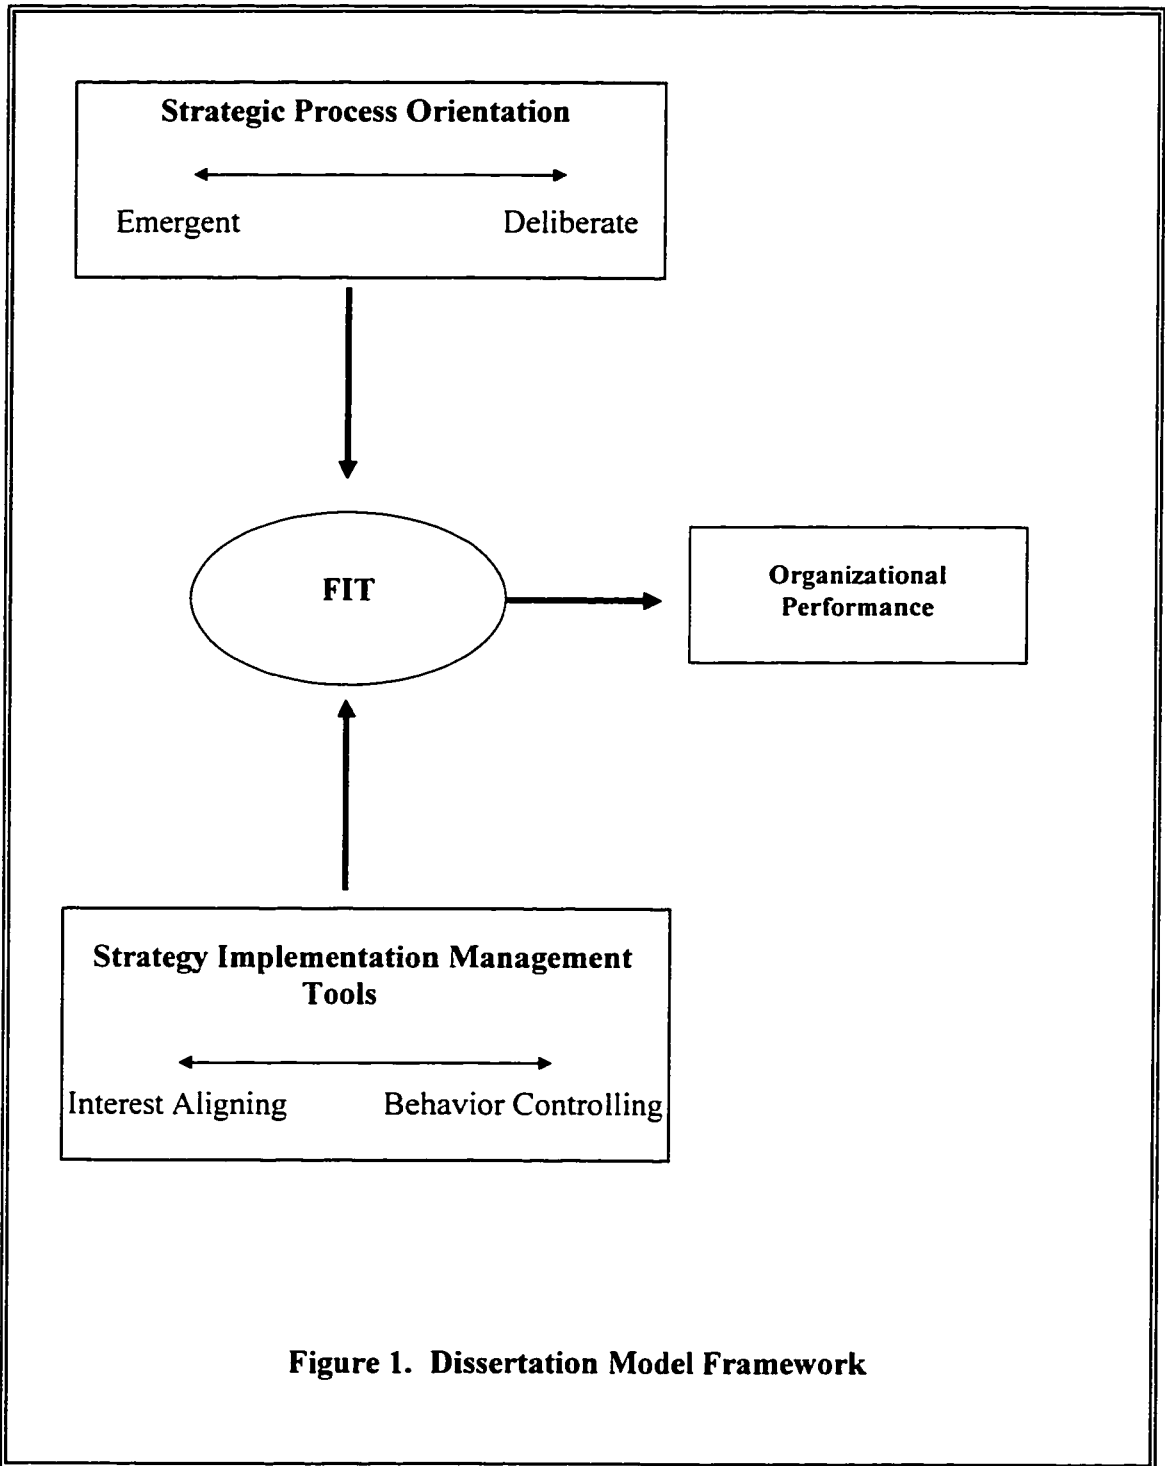 Strategic Process Orientation
Emergent Deliberate
FIT
Organizational
Performance
Strategy Implementation Management
Tools
Interest Aligning Behavior Controlling
Figure 1. Dissertation Model Framework